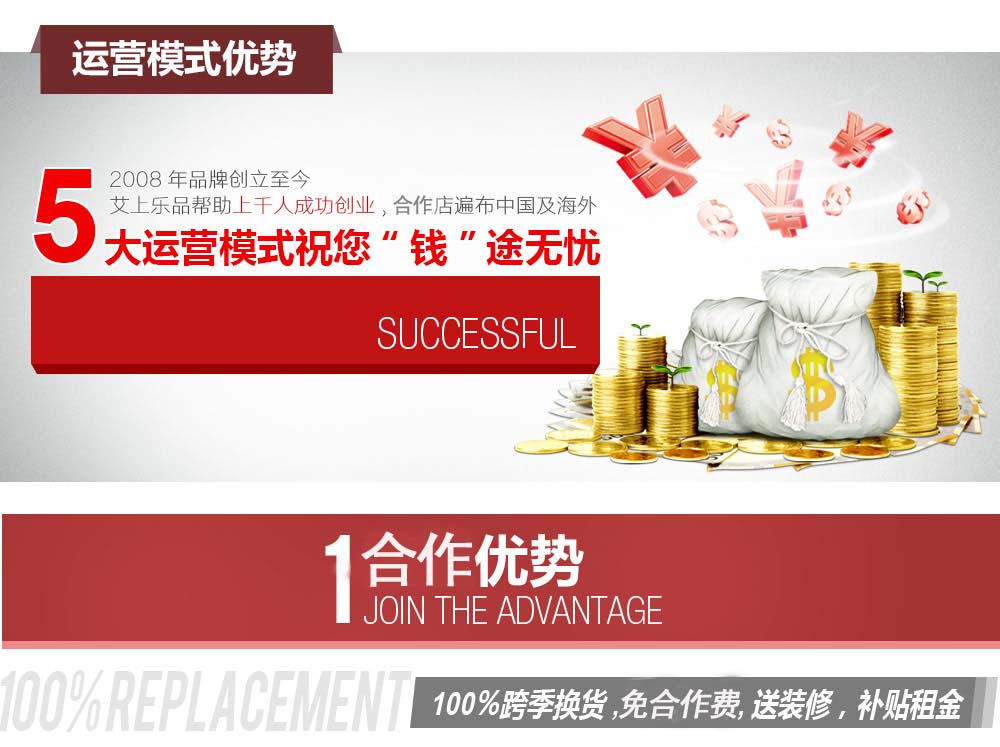 运营模式优势
2008 年品牌创立至今
艾上乐品帮助上千人成功创业，合作店遍布中国及海外
5大运营模式祝您“钱”途无忧
SUCCESSFUL
1合作优势
JOIN THE ADVANTAGE
100%REPLACEMENT
100%跨季换货 ,免合作费, 送装修，补贴租金